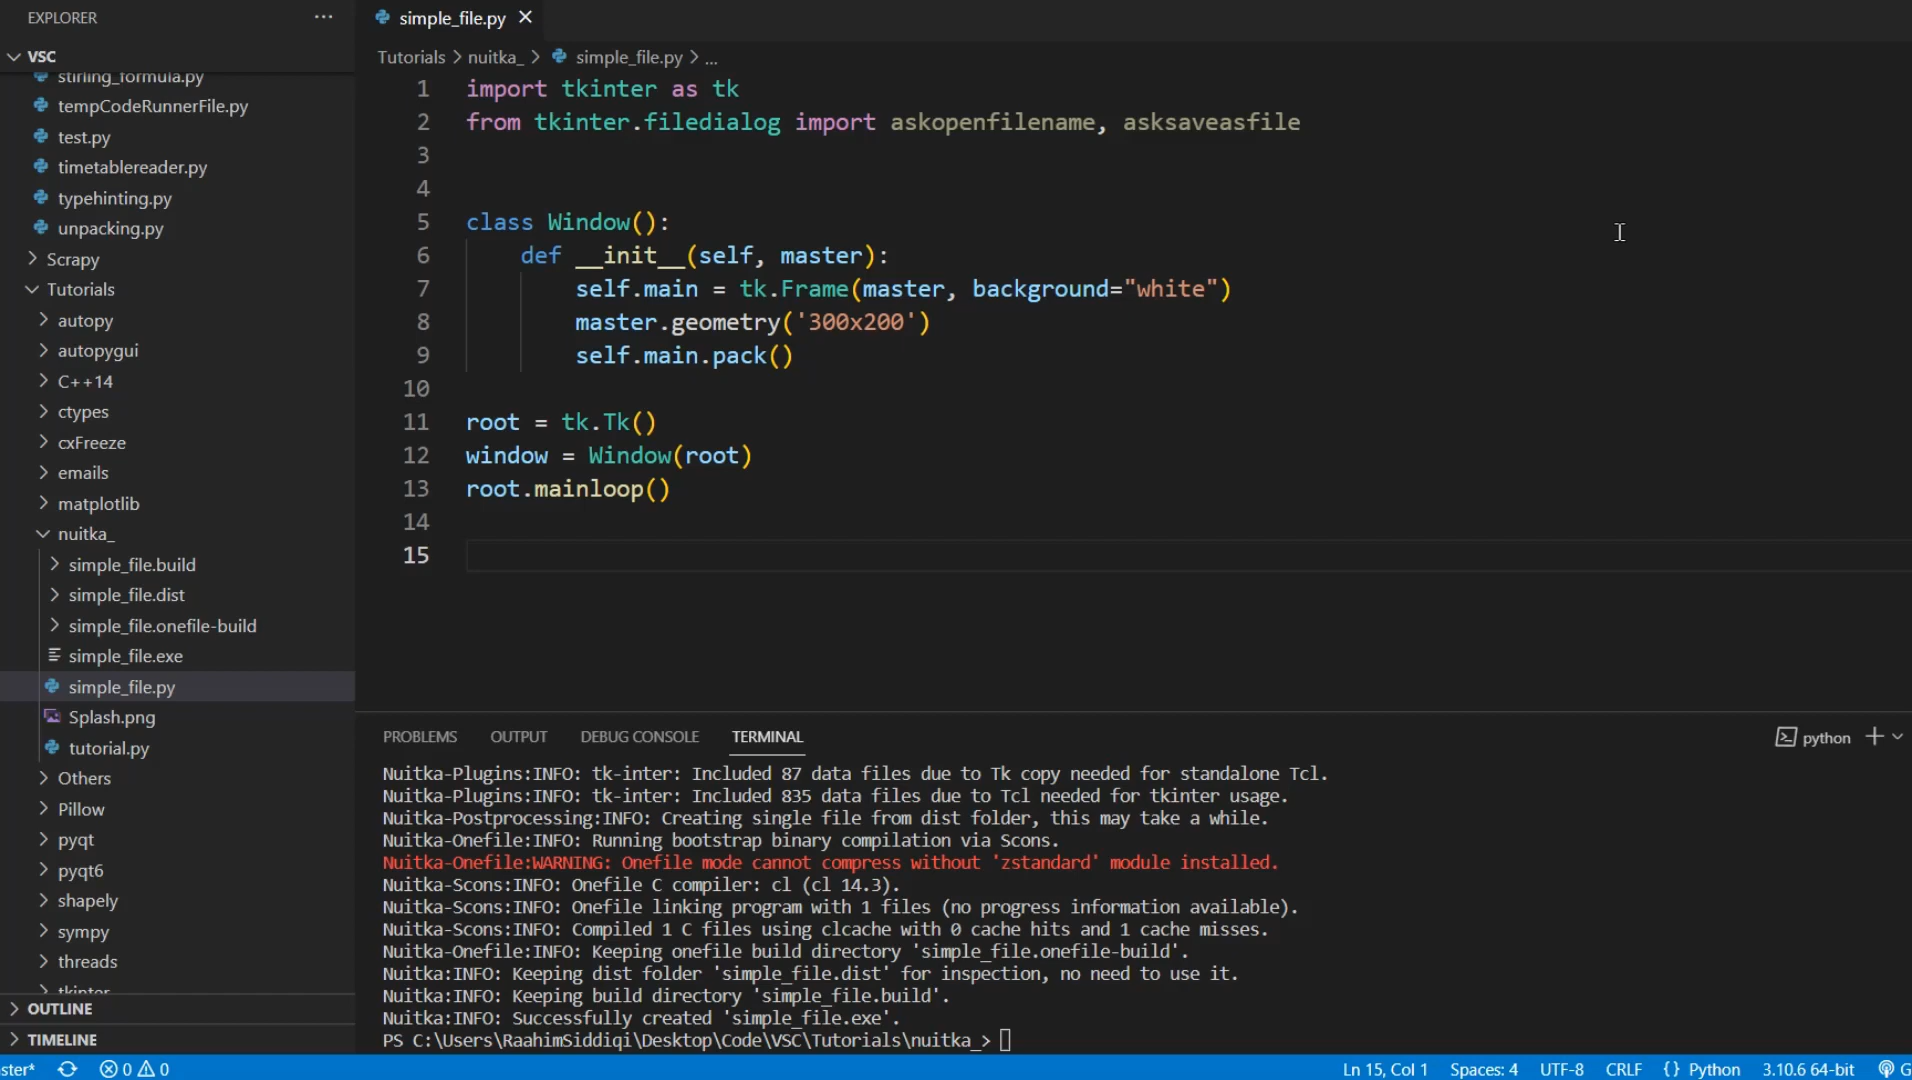 EXPLORER
VSC
stirling_formula.py
tempCodeRunnerFile.py
test.py
timetablereader.py
typehinting.py
unpacking.py
Scrapy
Tutorials
autopy
autopygui
C++14
ctypes
cxFreeze
emails
matplotlib
nuitka_
simple_file.build
simple_file.dist
simple_file.onefile-build
simple_file.exe
simple_file.py
Splash.png
tutorial.py
Others
Pillow
pyqt
pyqt6
shapely
sympy
threads
tkinter
OUTLINE
TIMELINE
simple_file.py
Tutorials > nuitka_ > simple_file.py > ...
1 import tkinter as tk
2 from tkinter.filedialog import askopenfilename, asksaveasfile
3
4
5 class Window():
6 def __init__(self, master):
7 self.main = tk.Frame(master, background="white")
8 master.geometry('300x200')
9 self.main.pack()
10
11 root = tk.Tk()
12 window = Window(root)
13 root.mainloop()
14
15
PROBLEMS OUTPUT DEBUG CONSOLE TERMINAL python
Nuitka-Plugins:INFO: tk-inter: Included 87 data files due to Tk copy needed for standalone Tcl.
Nuitka-Plugins:INFO: tk-inter: Included 835 data files due to Tcl needed for tkinter usage.
Nuitka-Postprocessing:INFO: Creating single file from dist folder, this may take a while.
Nuitka-Onefile:INFO: Running bootstrap binary compilation via Scons.
Nuitka-Onefile:WARNING: Onefile mode cannot compress without 'zstandard' module installed.
Nuitka-Scons:INFO: Onefile C compiler: cl (cl 14.3).
Nuitka-Scons:INFO: Onefile linking program with 1 files (no progress information available).
Nuitka-Scons:INFO: Compiled 1 C files using clcache with 0 cache hits and 1 cache misses.
Nuitka-Onefile:INFO: Keeping onefile build directory 'simple_file.onefile-build'.
Nuitka:INFO: Keeping dist folder 'simple_file.dist' for inspection, no need to use it.
Nuitka:INFO: Keeping build directory 'simple_file.build'.
Nuitka:INFO: Successfully created 'simple_file.exe'.
PS C:\Users\RaahimSiddiqi\Desktop\Code\VSC\Tutorials\nuitka_>
ster* 0 0 Ln 15, Col 1 Spaces: 4 UTF-8 CRLF {} Python 3.10.6 64-bit G